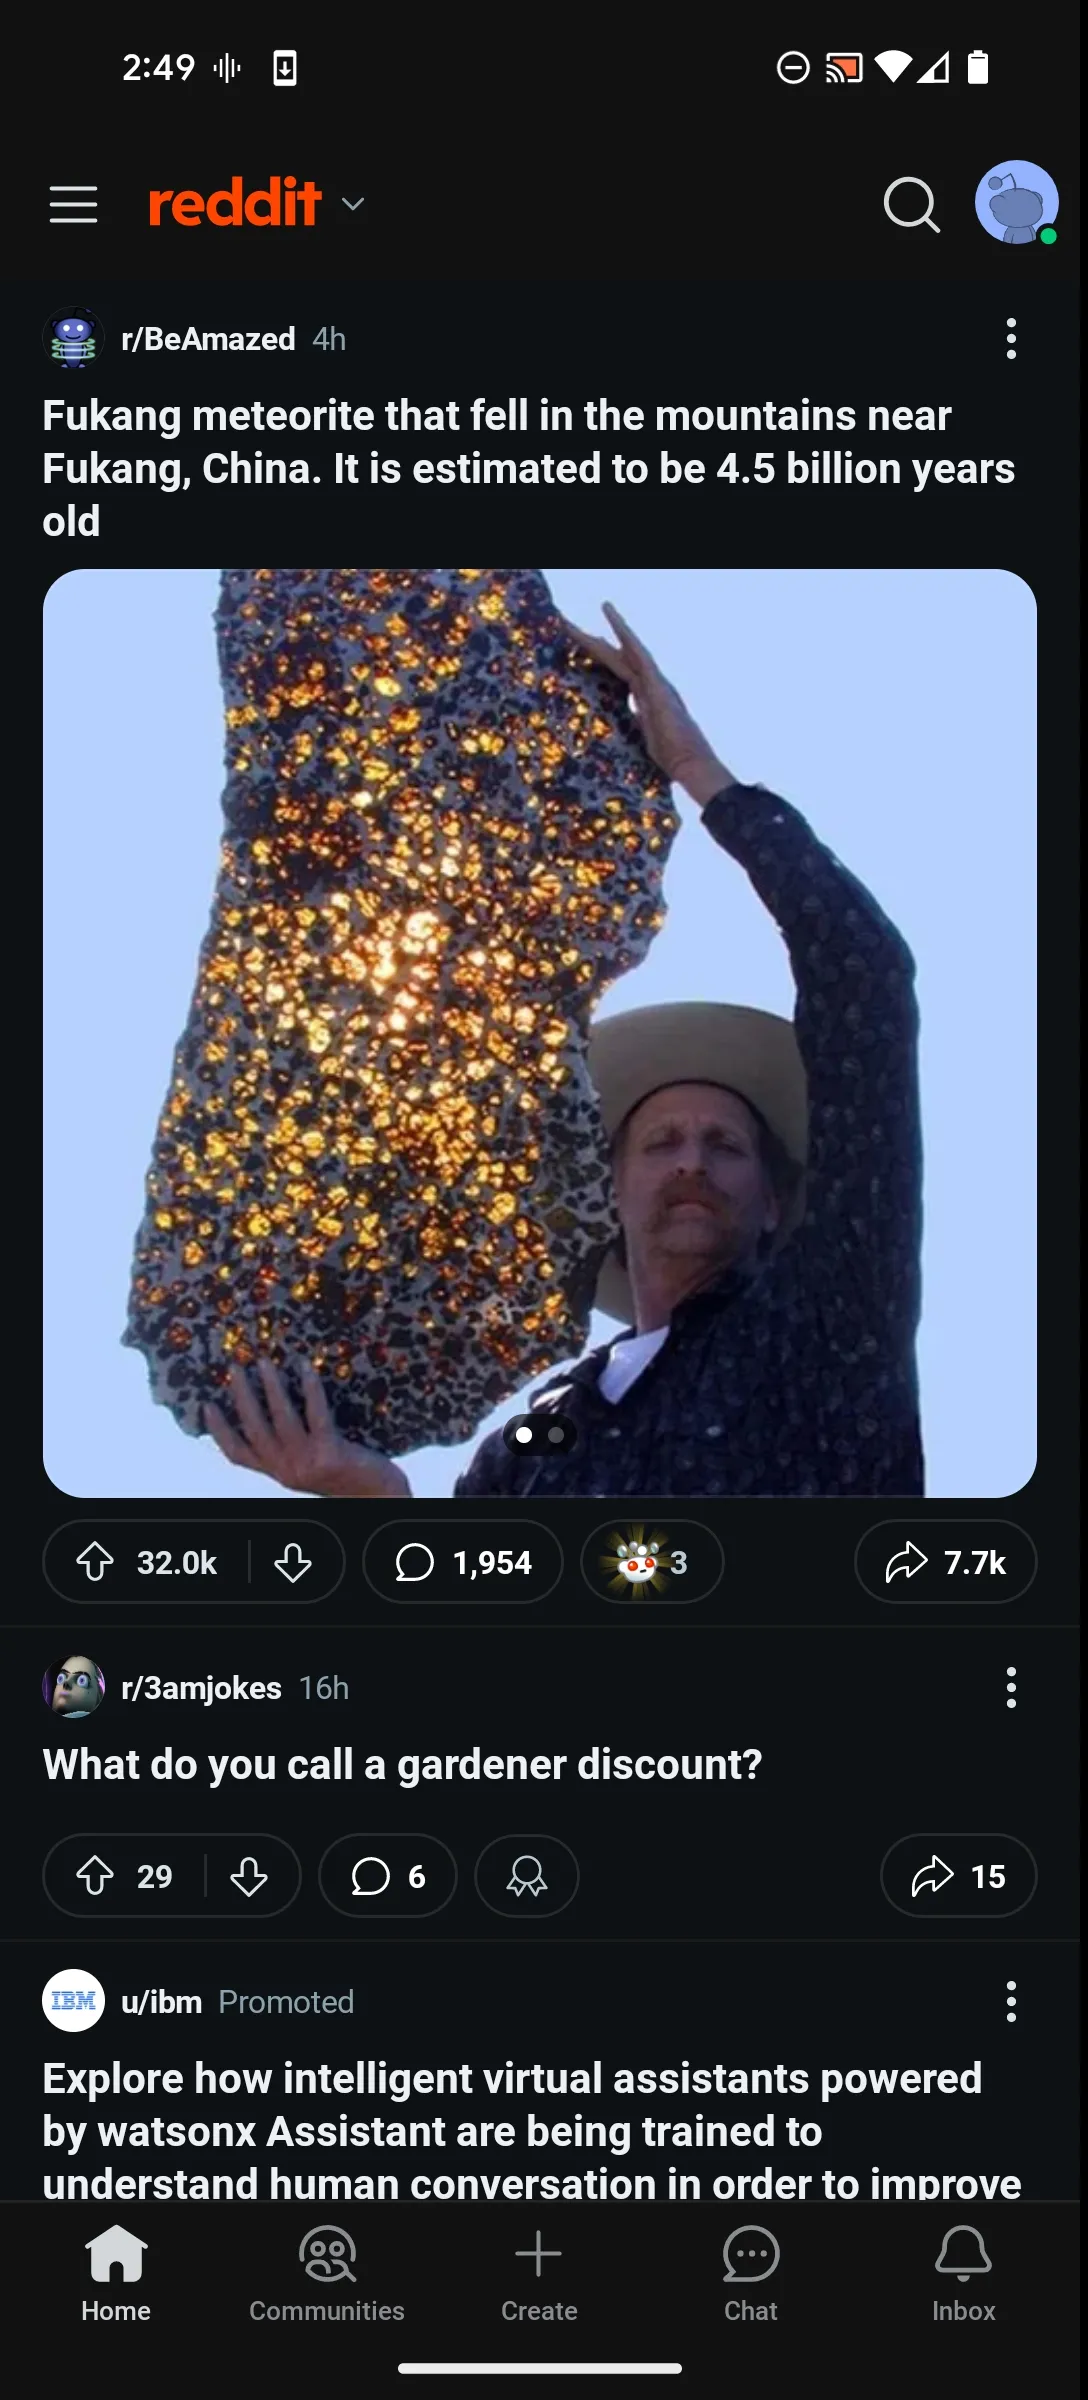 2:49
reddit
r/BeAmazed 4h
Fukang meteorite that fell in the mountains near
Fukang, China. It is estimated to be 4.5 billion years
old
32.0k
1,954
3
7.7k
r/3amjokes 16h
What do you call a gardener discount?
29
6
15
IBM
u/ibm Promoted
Explore how intelligent virtual assistants powered
by watsonx Assistant are being trained to
understand human conversation in order to improve
Home
Communities
Create
Chat
Inbox